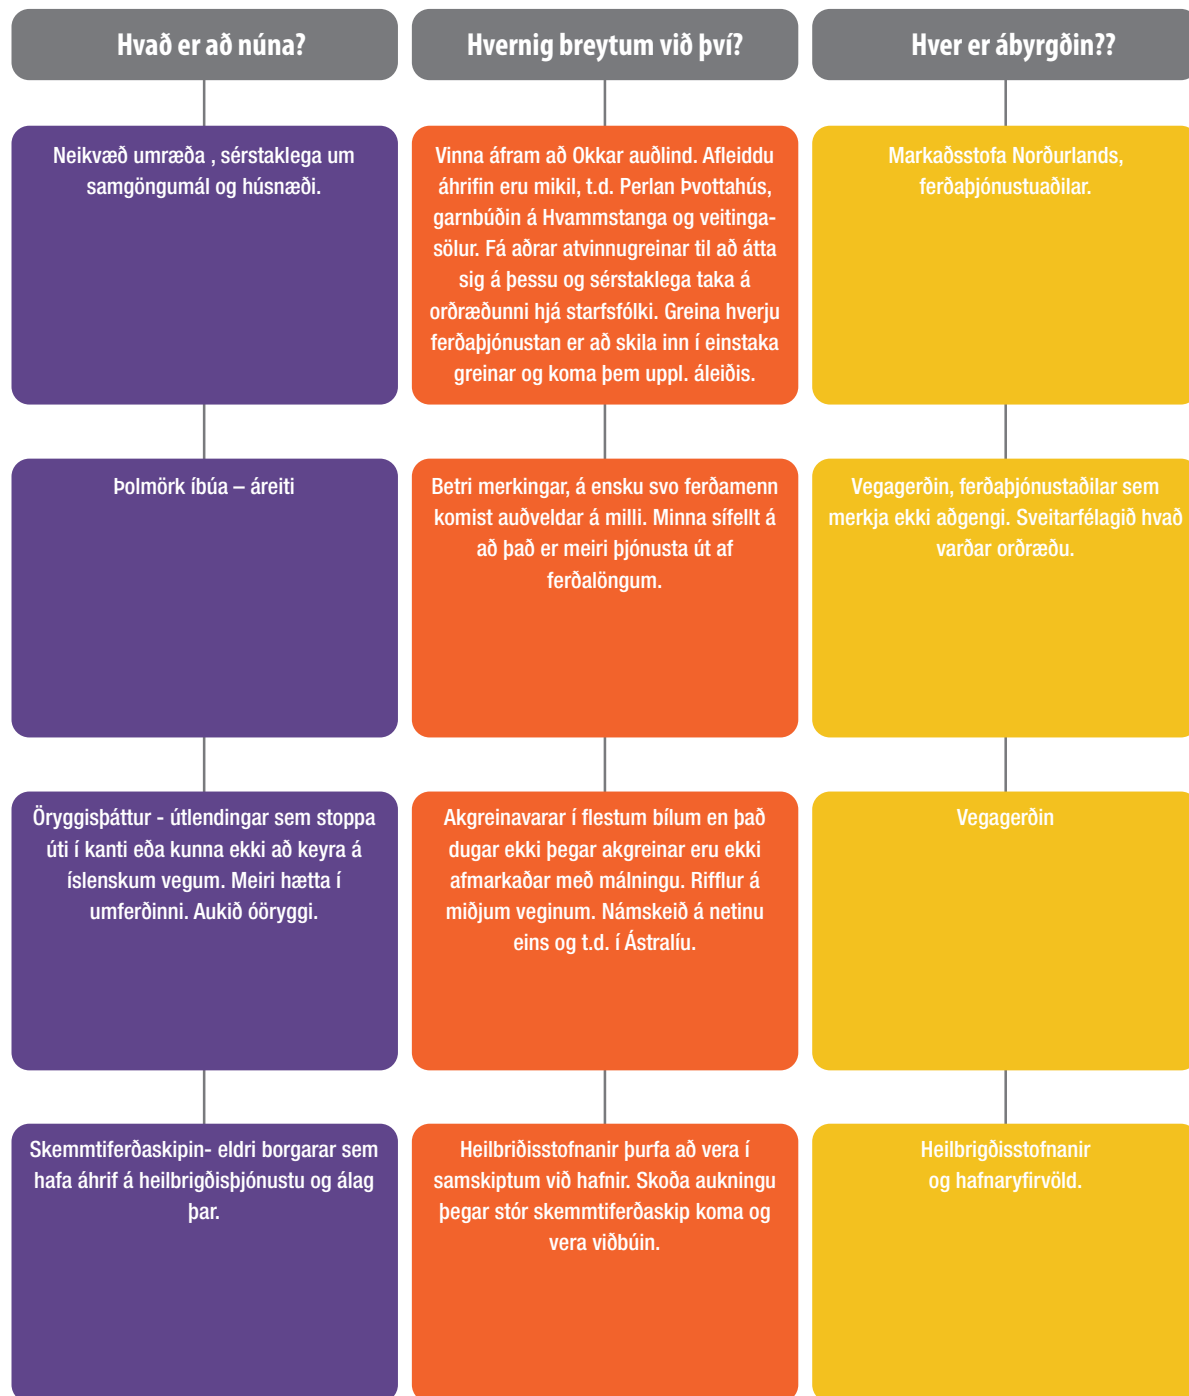 Hvað er að núna?
Hvernig breytum við því?
Hver er ábyrgðin??
Neikvæð umræða , sérstaklega um
samgöngumál og húsnæði.
Vinna áfram að Okkar auðlind. Afleiddu
áhrifin eru mikil, t.d. Perlan Þvottahús,
garnbúðin á Hvammstanga og veitinga-
sölur. Fá aðrar atvinnugreinar til að átta
sig á þessu og sérstaklega taka á
orðræðunni hjá starfsfólki. Greina hverju
ferðaþjónustan er að skila inn í einstaka
greinar og koma þem uppl. áleiðis.
Markaðsstofa Norðurlands,
ferðaþjónustuaðilar.
Þolmörk íbúa – áreiti
Betri merkingar, á ensku svo ferðamenn
komist auðveldar á milli. Minna sífellt á
að það er meiri þjónusta út af
ferðalöngum.
Vegagerðin, ferðaþjónustaðilar sem
merkja ekki aðgengi. Sveitarfélagið hvað
varðar orðræðu.
Öryggisþáttur - útlendingar sem stoppa
úti í kanti eða kunna ekki að keyra á
íslenskum vegum. Meiri hætta í
umferðinni. Aukið óöryggi.
Akgreinavarar í flestum bílum en það
dugar ekki þegar akgreinar eru ekki
afmarkaðar með málningu. Rifflur á
miðjum veginum. Námskeið á netinu
eins og t.d. í Ástralíu.
Vegagerðin
Skemmtiferðaskipin- eldri borgarar sem
hafa áhrif á heilbrigðisþjónustu og álag
þar.
Heilbriðisstofnanir þurfa að vera í
samskiptum við hafnir. Skoða aukningu
þegar stór skemmtiferðaskip koma og
vera viðbúin.
Heilbrigðisstofnanir
og hafnaryfirvöld.